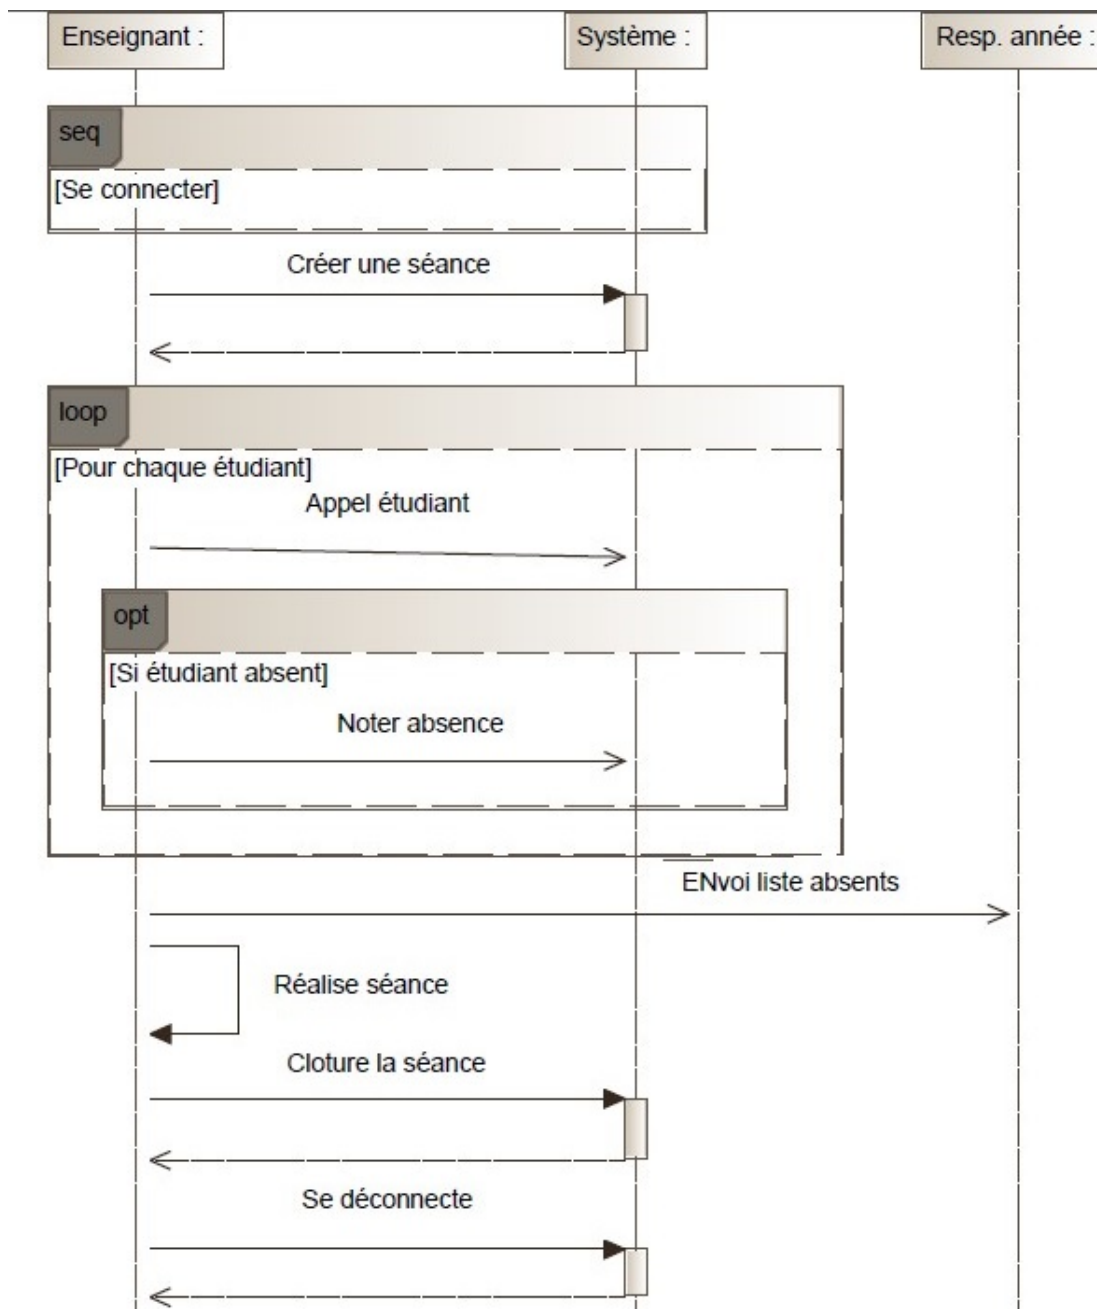 Enseignant :
Système :
Resp. année :
seq
[Se connecter]
Créer une séance
loop
[Pour chaque étudiant]
Appel étudiant
opt
[Si étudiant absent]
Noter absence
ENvoi liste absents
Réalise séance
Cloture la séance
Se déconnecte